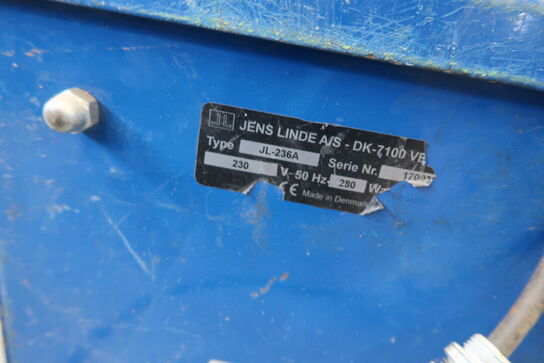 JL JENS LINDE A/S - DK-7100 VE
Type JL-236A Serie Nr. 17003
230 V- 50 Hz- 280 W
CE Made in Denmark